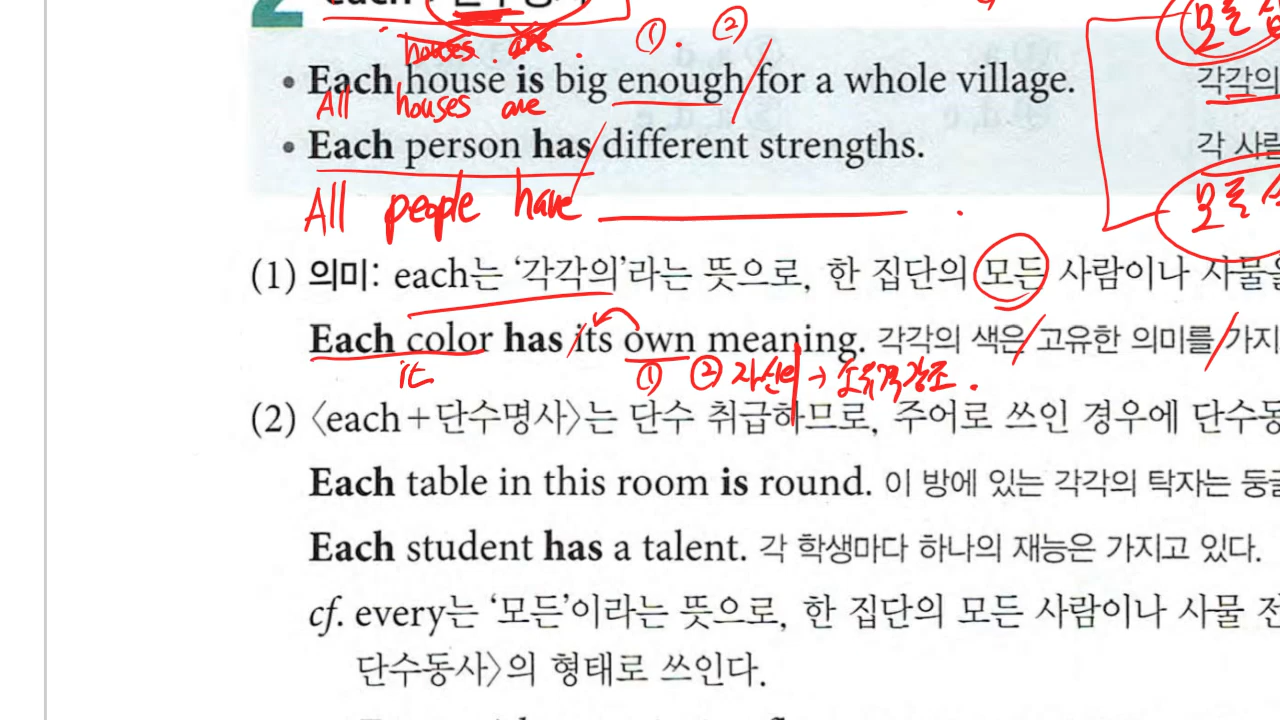 2 each + 단수명사
houses are ① ②
• Each house is big enough for a whole village. 각각의
All houses are
• Each person has different strengths. 각 사람
All people have
(1) 의미: each는 ‘각각의’라는 뜻으로, 한 집단의 모든 사람이나 사물을
Each color has its own meaning. 각각의 색은 고유한 의미를 가지
it ① ② 자신의 → 소유격 강조.
(2) 〈each+단수명사〉는 단수 취급하므로, 주어로 쓰인 경우에 단수동
Each table in this room is round. 이 방에 있는 각각의 탁자는 둥글
Each student has a talent. 각 학생마다 하나의 재능은 가지고 있다.
cf. every는 ‘모든’이라는 뜻으로, 한 집단의 모든 사람이나 사물 전
단수동사〉의 형태로 쓰인다.